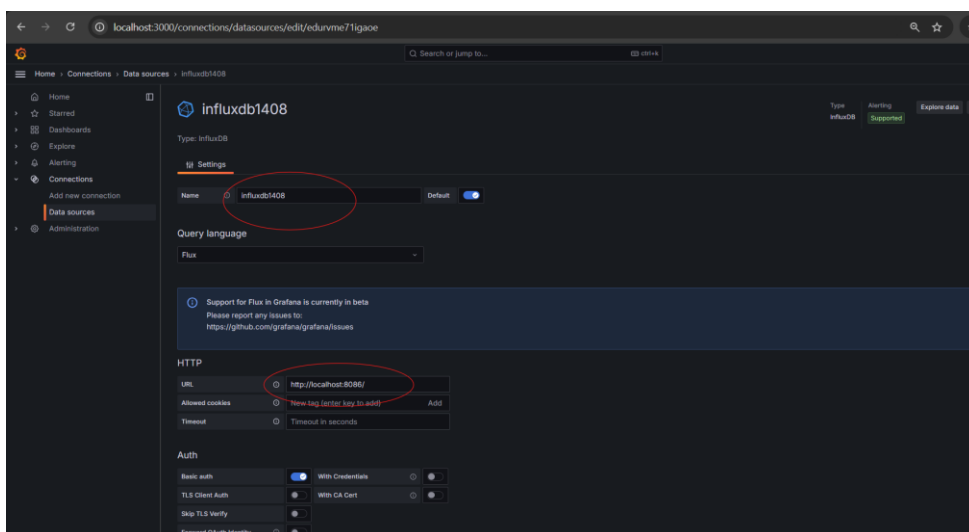 localhost:3000/connections/datasources/edit/edurvme71igaoe
Search or jump to... ctrl+k
Home › Connections › Data sources › influxdb1408
Home
Starred
Dashboards
Explore
Alerting
Connections
Add new connection
Data sources
Administration
influxdb1408
Type: InfluxDB
Type
InfluxDB
Alerting
Supported
Explore data
Settings
Name influxdb1408 Default
Query language
Flux
Support for Flux in Grafana is currently in beta
Please report any issues to:
https://github.com/grafana/grafana/issues
HTTP
URL http://localhost:8086/
Allowed cookies New tag (enter key to add) Add
Timeout Timeout in seconds
Auth
Basic auth With Credentials
TLS Client Auth With CA Cert
Skip TLS Verify
Forward OAuth Identity